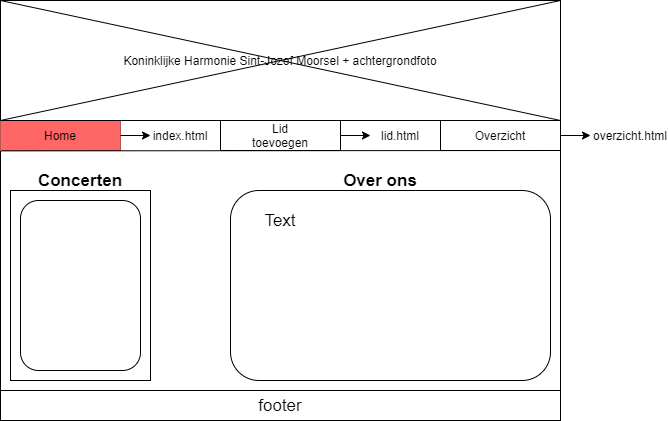 Koninklijke Harmonie Sint-Jozef Moorsel + achtergrondfoto
Home
index.html
Lid
toevoegen
lid.html
Overzicht
overzicht.html
Concerten
Over ons
Text
footer